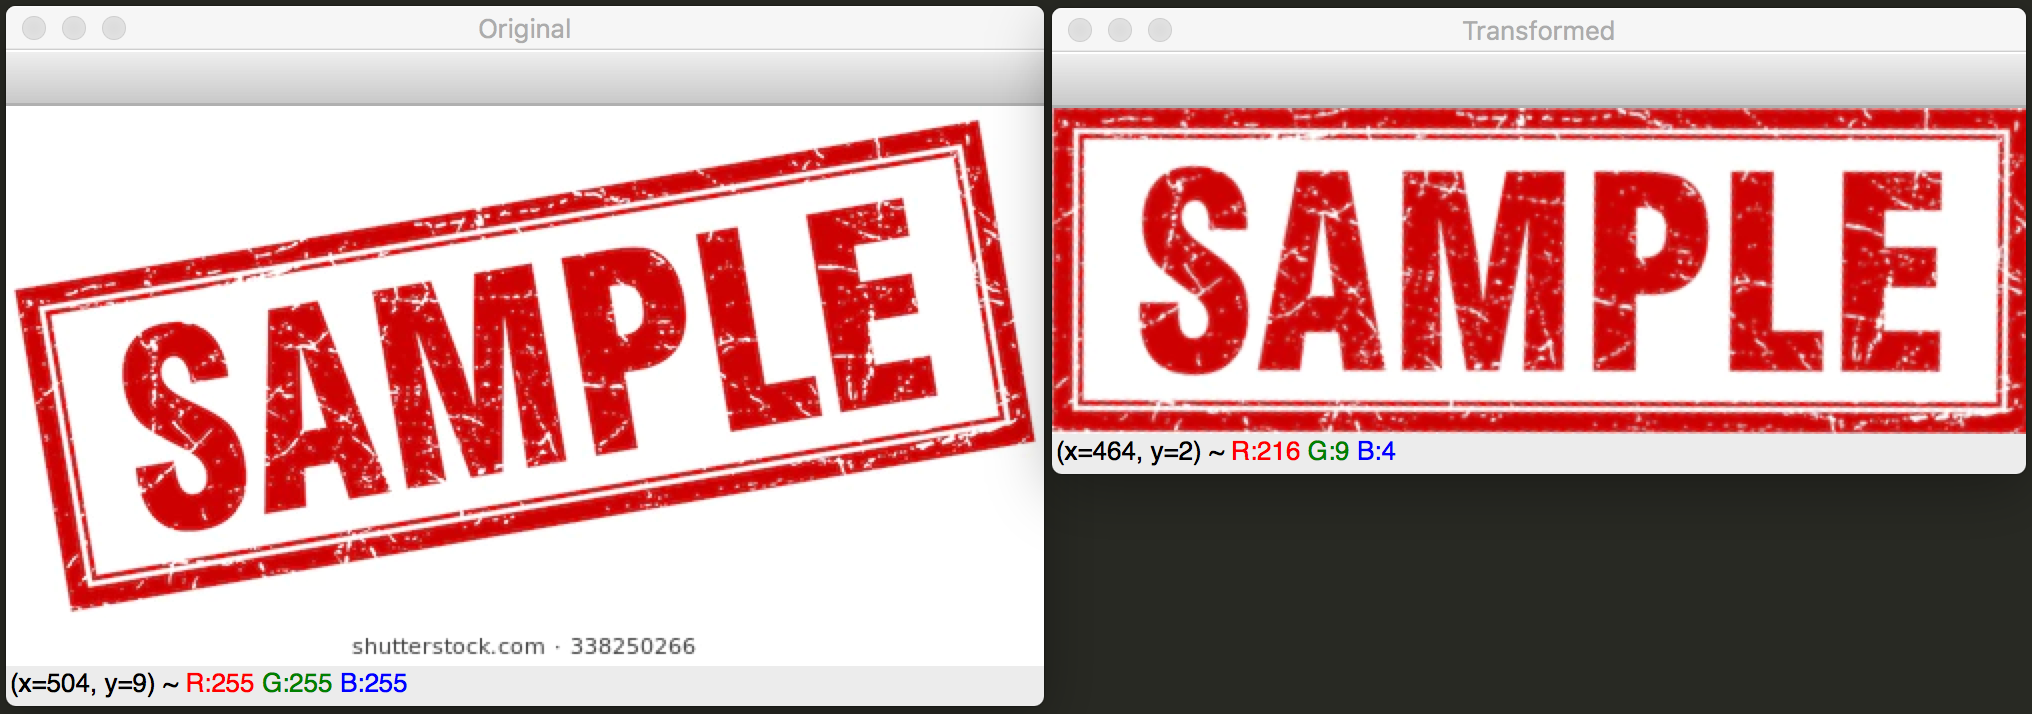 Original
SAMPLE
shutterstock.com · 338250266
(x=504, y=9) ~ R:255 G:255 B:255
Transformed
SAMPLE
(x=464, y=2) ~ R:216 G:9 B:4